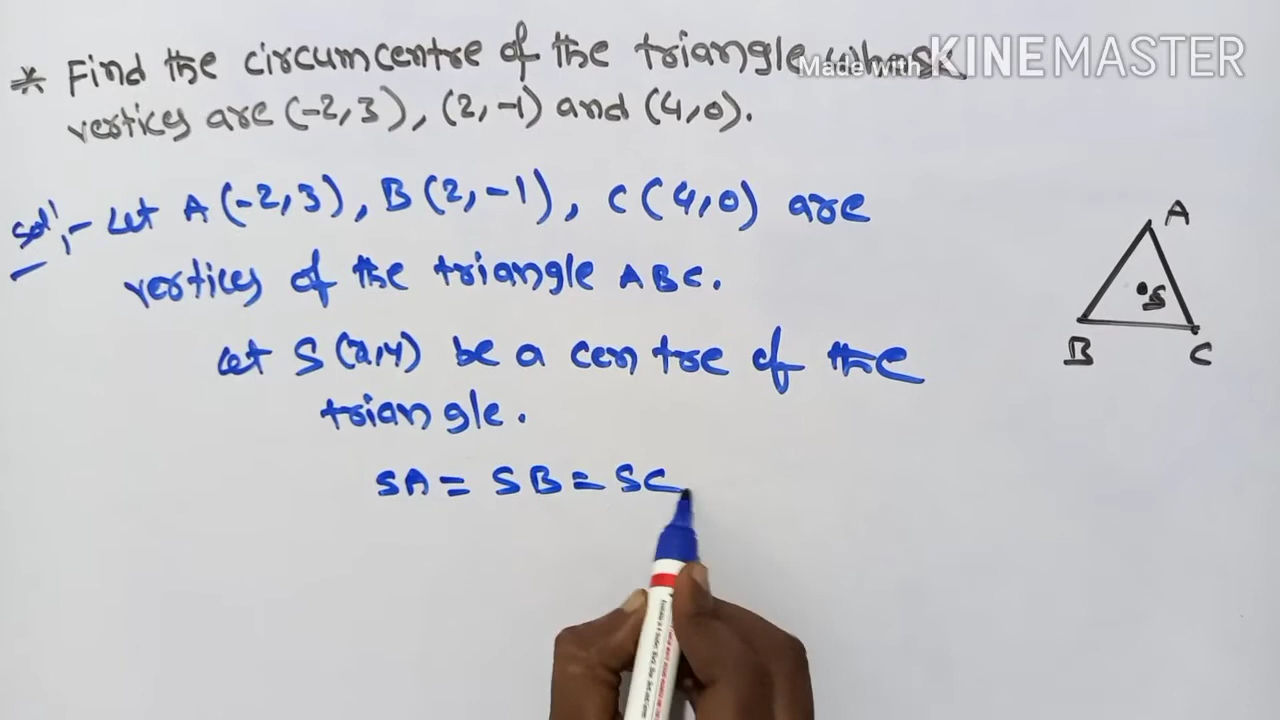 * Find the circumcentre of the triangle whose
Made with KINEMASTER
vertices are (-2,3), (2,-1) and (4,0).
Sol:- Let A(-2,3), B(2,-1), C(4,0) are
vertices of the triangle ABC.
Let S(x,y) be a centre of the
triangle.
SA = SB = SC
A
S
B C